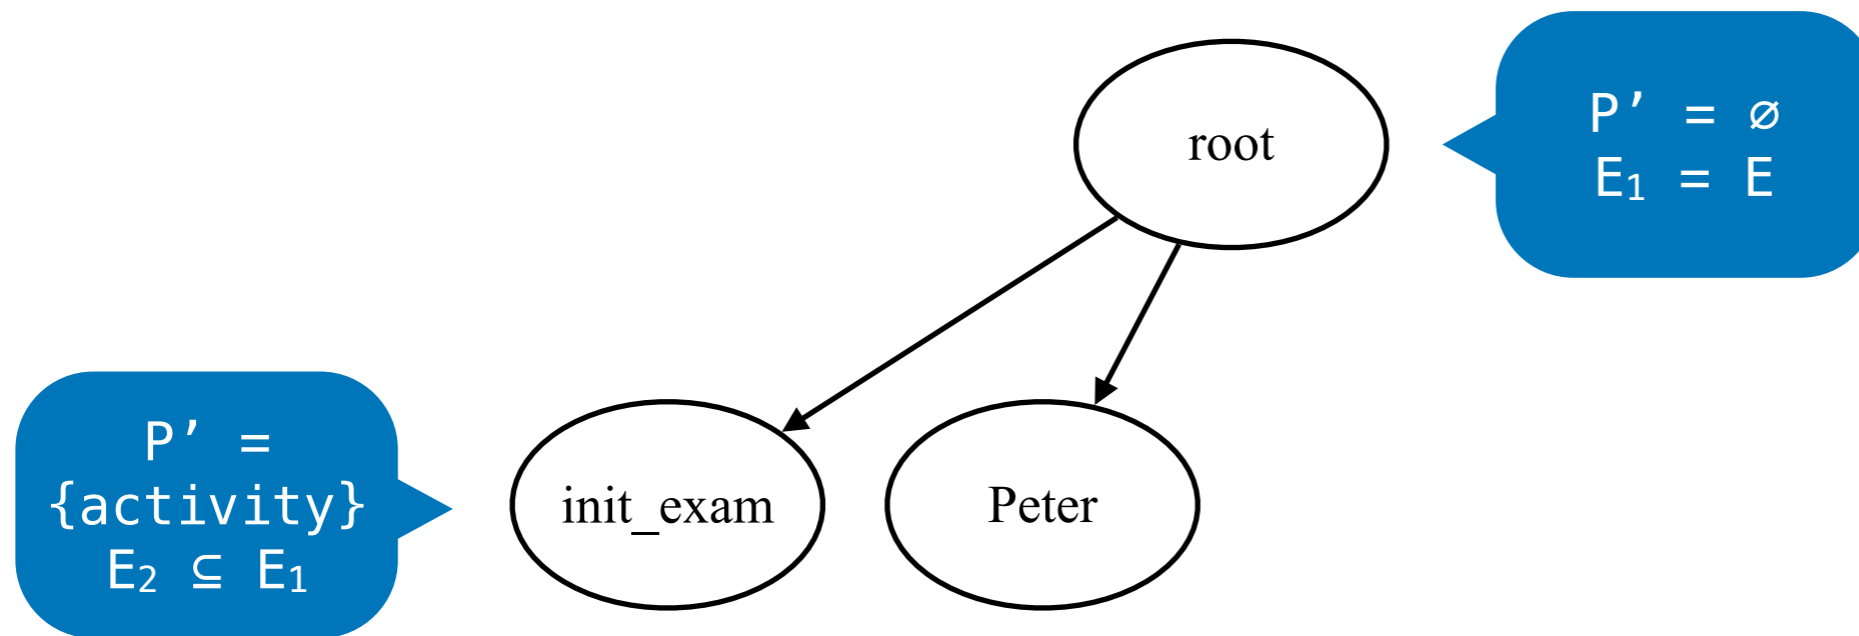 root
P’ = ∅
E₁ = E
P’ =
{activity}
E₂ ⊆ E₁
init_exam
Peter